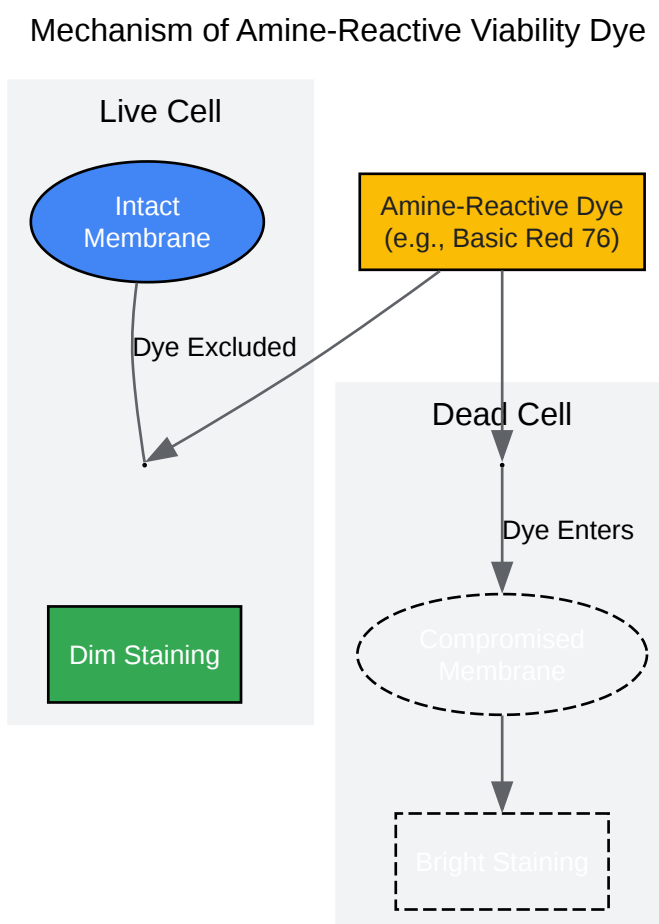 Mechanism of Amine-Reactive Viability Dye
Live Cell
Intact
Membrane
Amine-Reactive Dye
(e.g., Basic Red 76)
Dye Excluded
Dead Cell
Dye Enters
Compromised
Membrane
Dim Staining
Bright Staining